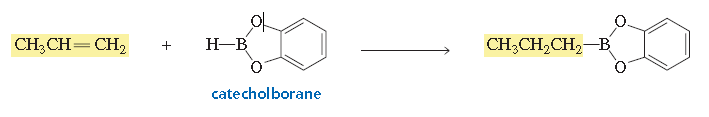 CH₃CH=CH₂ + H—B O O CH₃CH₂CH₂—B O O
catecholborane